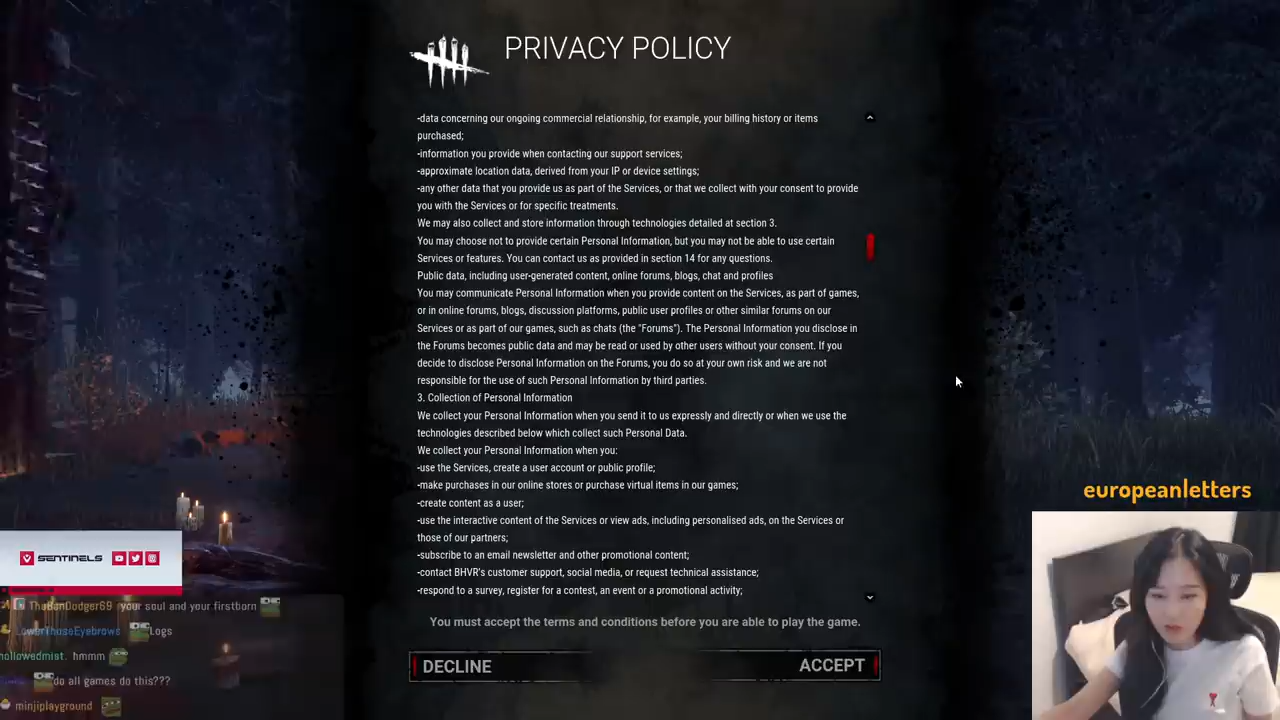 PRIVACY POLICY
-data concerning our ongoing commercial relationship, for example, your billing history or items
purchased;
-information you provide when contacting our support services;
-approximate location data, derived from your IP or device settings;
-any other data that you provide us as part of the Services, or that we collect with your consent to provide
you with the Services or for specific treatments.
We may also collect and store information through technologies detailed at section 3.
You may choose not to provide certain Personal Information, but you may not be able to use certain
Services or features. You can contact us as provided in section 14 for any questions.
Public data, including user-generated content, online forums, blogs, chat and profiles
You may communicate Personal Information when you provide content on the Services, as part of games,
or in online forums, blogs, discussion platforms, public user profiles or other similar forums on our
Services or as part of our games, such as chats (the "Forums"). The Personal Information you disclose in
the Forums becomes public data and may be read or used by other users without your consent. If you
decide to disclose Personal Information on the Forums, you do so at your own risk and we are not
responsible for the use of such Personal Information by third parties.
3. Collection of Personal Information
We collect your Personal Information when you send it to us expressly and directly or when we use the
technologies described below which collect such Personal Data.
We collect your Personal Information when you:
-use the Services, create a user account or public profile;
-make purchases in our online stores or purchase virtual items in our games;
-create content as a user;
-use the interactive content of the Services or view ads, including personalised ads, on the Services or
those of our partners;
-subscribe to an email newsletter and other promotional content;
-contact BHVR's customer support, social media, or request technical assistance;
-respond to a survey, register for a contest, an event or a promotional activity;
You must accept the terms and conditions before you are able to play the game.
DECLINE
ACCEPT
europeanletters
SENTINELS
your soul and your firstborn
LowerThoseEyebrows Logs
hollowedmist. hmmm
do all games do this???
minjiplayground